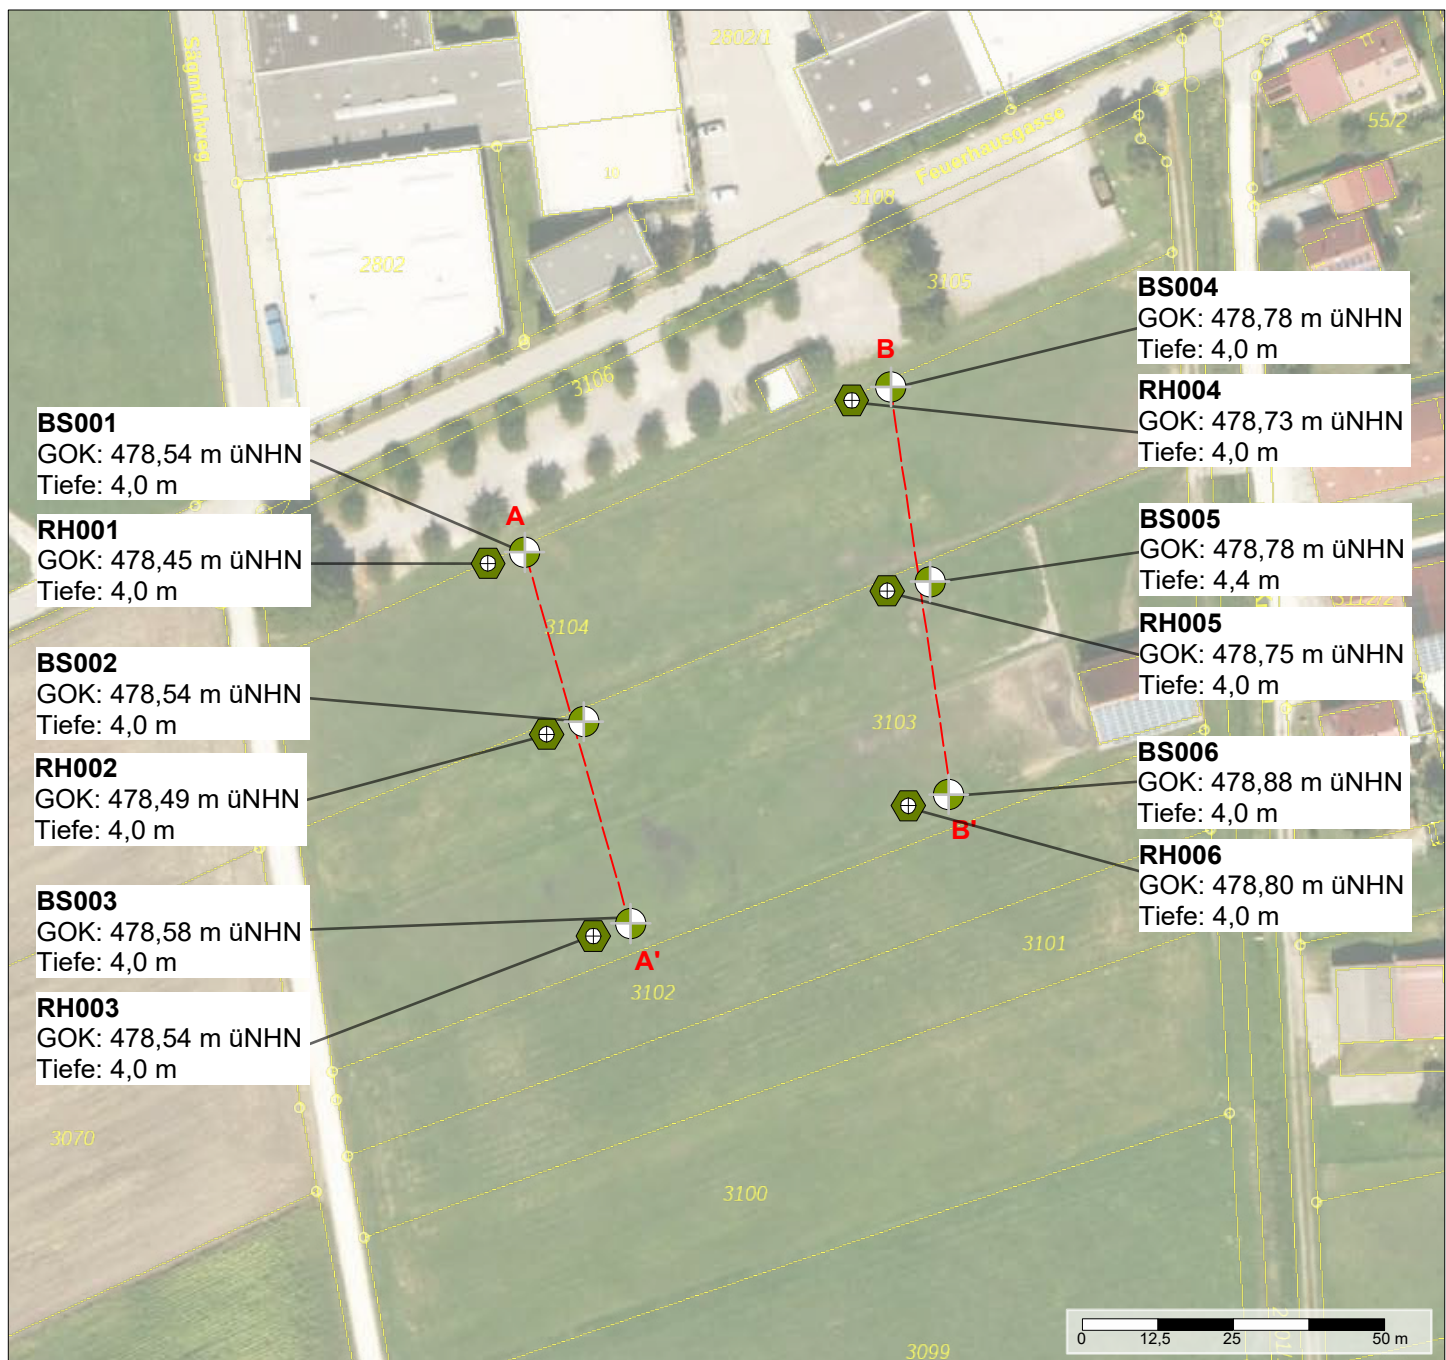 Sägmühlweg
2802/1
55/2
Feuerhausgasse
10
3108
2802
3105
3106
BS004
GOK: 478,78 m üNHN
Tiefe: 4,0 m
B
RH004
GOK: 478,73 m üNHN
Tiefe: 4,0 m
BS001
GOK: 478,54 m üNHN
Tiefe: 4,0 m
A
RH001
GOK: 478,45 m üNHN
Tiefe: 4,0 m
BS005
GOK: 478,78 m üNHN
Tiefe: 4,4 m
3112/2
3104
RH005
GOK: 478,75 m üNHN
Tiefe: 4,0 m
BS002
GOK: 478,54 m üNHN
Tiefe: 4,0 m
3103
RH002
GOK: 478,49 m üNHN
Tiefe: 4,0 m
BS006
GOK: 478,88 m üNHN
Tiefe: 4,0 m
B'
RH006
GOK: 478,80 m üNHN
Tiefe: 4,0 m
BS003
GOK: 478,58 m üNHN
Tiefe: 4,0 m
A'
3101
3102
RH003
GOK: 478,54 m üNHN
Tiefe: 4,0 m
3070
3100
3099
0 12,5 25 50 m